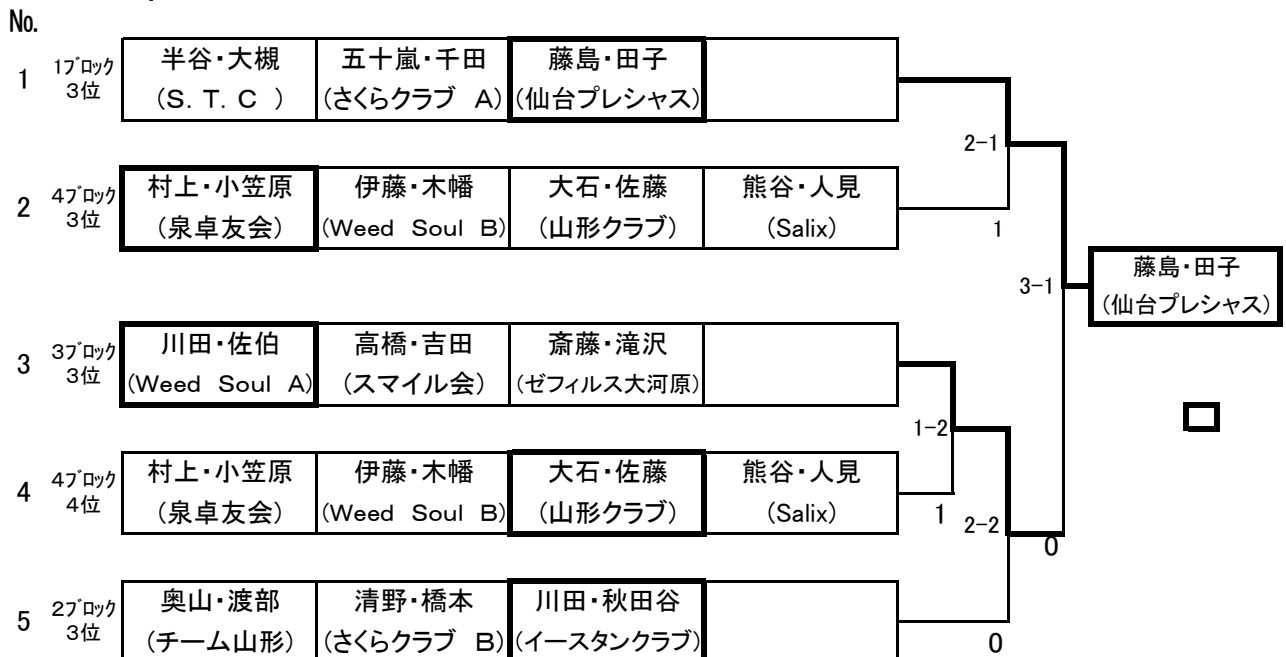 No.
1 1ブロック 3位 半谷・大槻 五十嵐・千田 藤島・田子
(S.T.C ) (さくらクラブ A) (仙台プレシャス)
2-1
2 4ブロック 3位 村上・小笠原 伊藤・木幡 大石・佐藤 熊谷・人見
(泉卓友会) (Weed Soul B) (山形クラブ) (Salix)
1
3-1
藤島・田子
(仙台プレシャス)
3 3ブロック 3位 川田・佐伯 高橋・吉田 斎藤・滝沢
(Weed Soul A) (スマイル会) (ゼフィルス大河原)
1-2
4 4ブロック 4位 村上・小笠原 伊藤・木幡 大石・佐藤 熊谷・人見
(泉卓友会) (Weed Soul B) (山形クラブ) (Salix)
1
2-2
0
5 2ブロック 3位 奥山・渡部 清野・橋本 川田・秋田谷
(チーム山形) (さくらクラブ B) (イースタンクラブ)
0